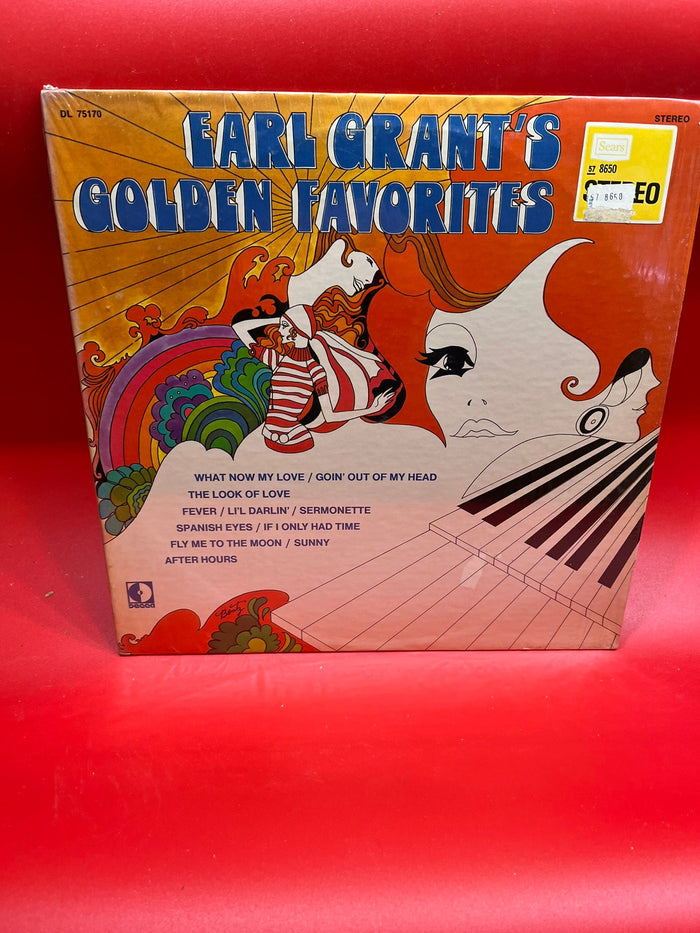 DL 75170
STEREO
EARL GRANT'S
GOLDEN FAVORITES
Sears
57 8650
STEREO
57 8650
WHAT NOW MY LOVE / GOIN' OUT OF MY HEAD
THE LOOK OF LOVE
FEVER / LI'L DARLIN' / SERMONETTE
SPANISH EYES / IF I ONLY HAD TIME
FLY ME TO THE MOON / SUNNY
AFTER HOURS
DECCA